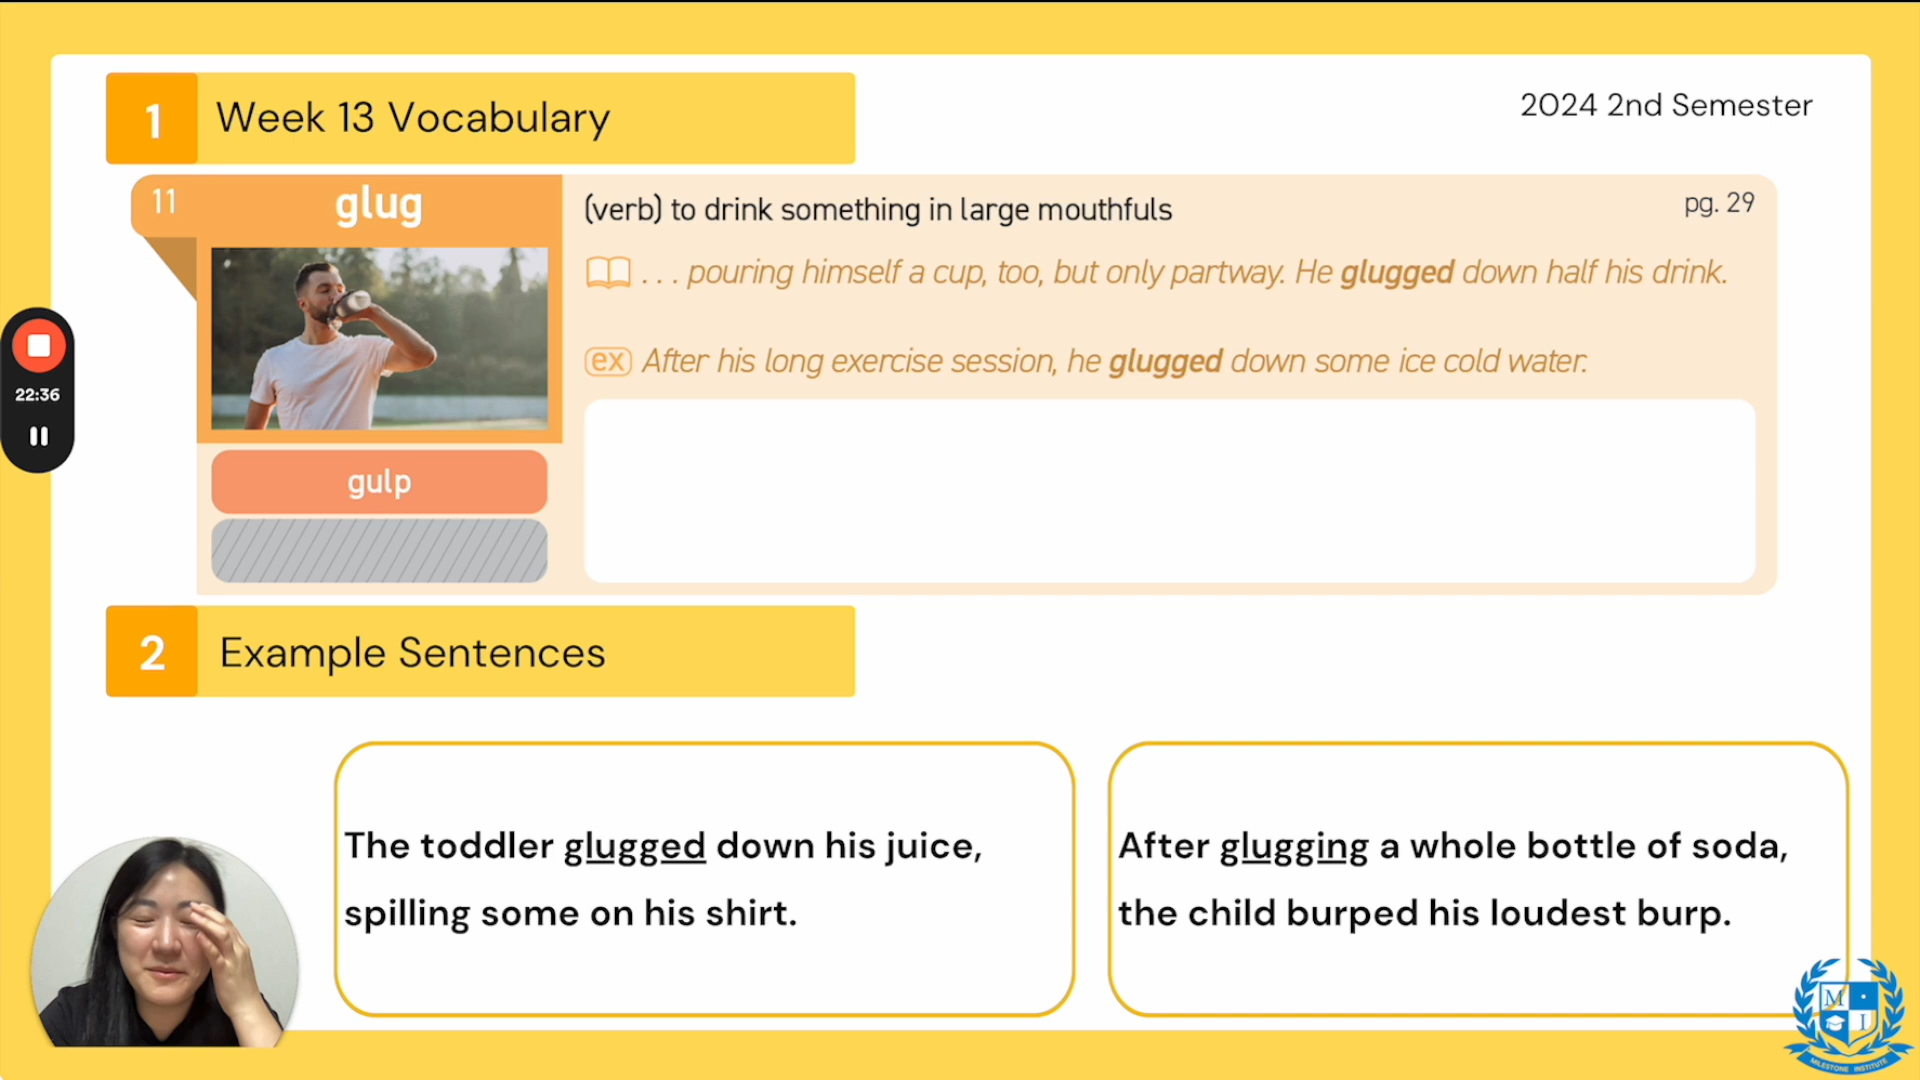 1 Week 13 Vocabulary
2024 2nd Semester
11 glug
(verb) to drink something in large mouthfuls
pg. 29
. . . pouring himself a cup, too, but only partway. He glugged down half his drink.
ex After his long exercise session, he glugged down some ice cold water.
22:36
gulp
2 Example Sentences
The toddler glugged down his juice,
spilling some on his shirt.
After glugging a whole bottle of soda,
the child burped his loudest burp.
M
I
MILESTONE INSTITUTE